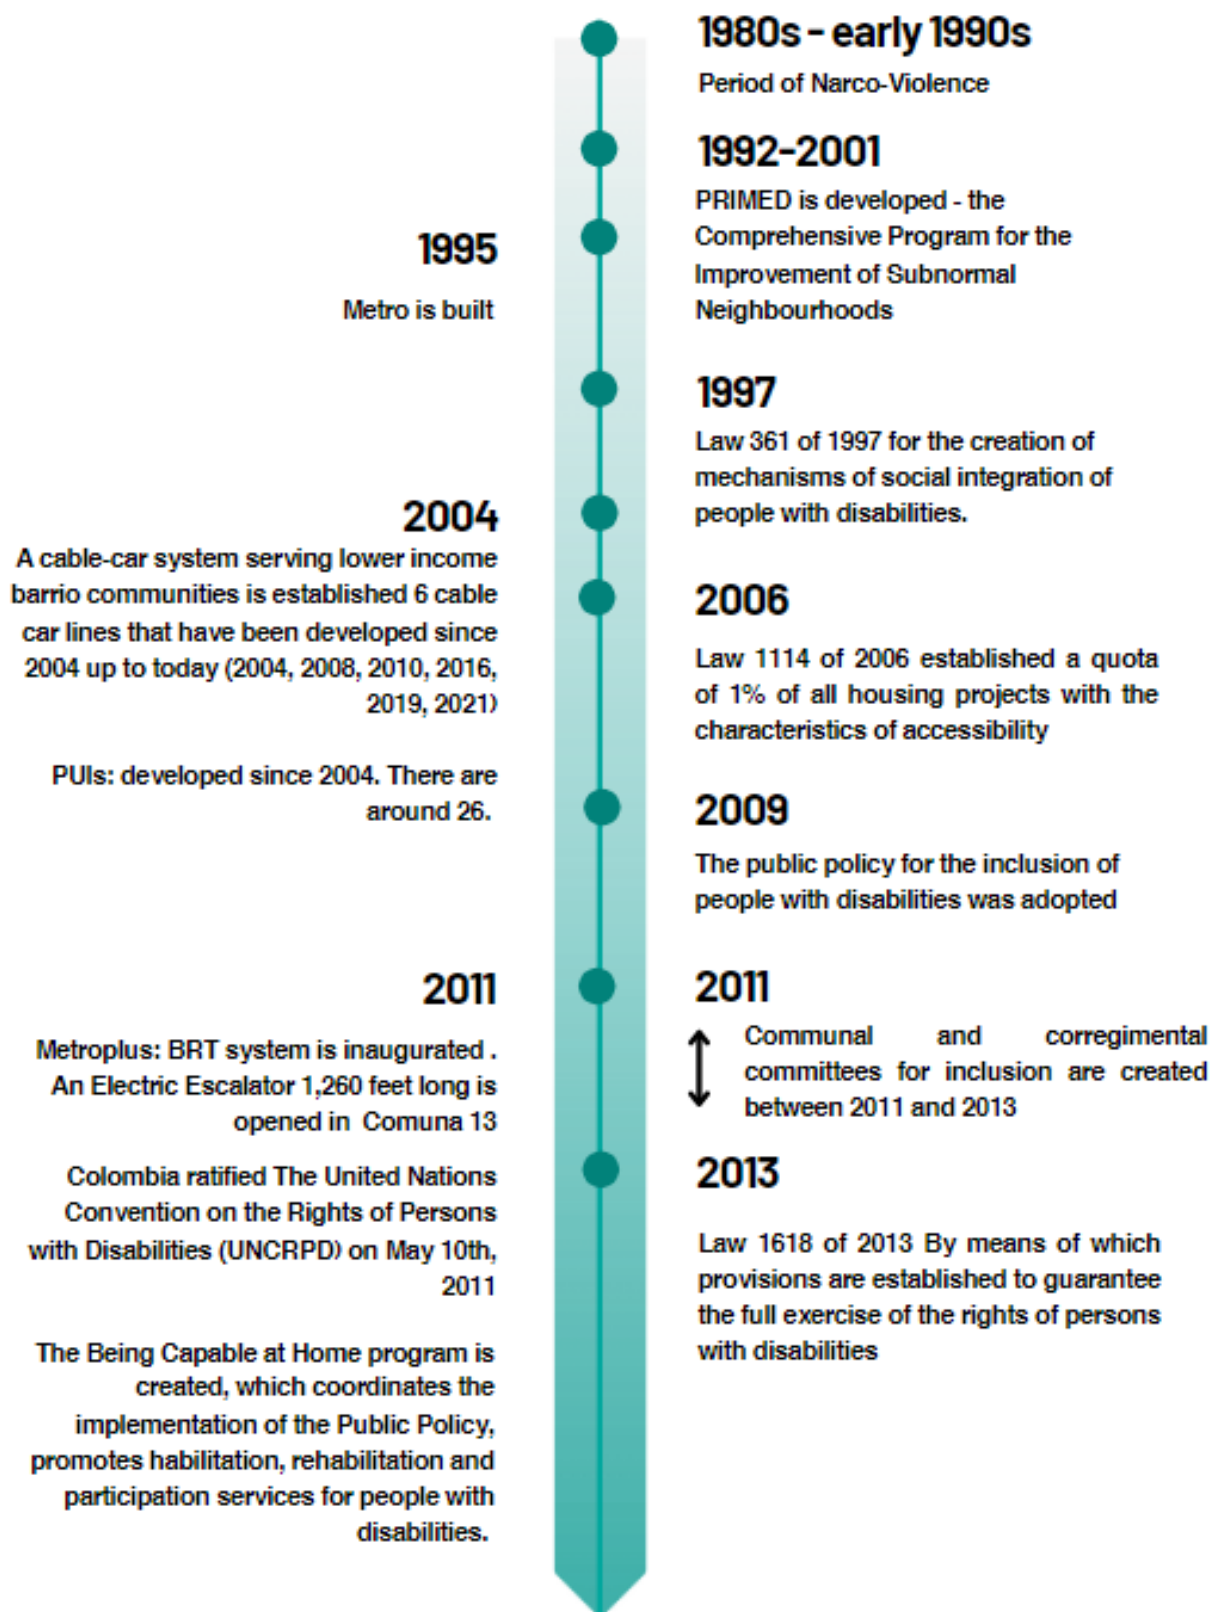 1980s - early 1990s
Period of Narco-Violence
1992-2001
PRIMED is developed - the
Comprehensive Program for the
Improvement of Subnormal
Neighbourhoods
1995
Metro is built
1997
Law 361 of 1997 for the creation of
mechanisms of social integration of
people with disabilities.
2004
A cable-car system serving lower income
barrio communities is established 6 cable
car lines that have been developed since
2004 up to today (2004, 2008, 2010, 2016,
2019, 2021)
PUIs: developed since 2004. There are
around 26.
2006
Law 1114 of 2006 established a quota
of 1% of all housing projects with the
characteristics of accessibility
2009
The public policy for the inclusion of
people with disabilities was adopted
2011
Metroplus: BRT system is inaugurated .
An Electric Escalator 1,260 feet long is
opened in Comuna 13
Colombia ratified The United Nations
Convention on the Rights of Persons
with Disabilities (UNCRPD) on May 10th,
2011
The Being Capable at Home program is
created, which coordinates the
implementation of the Public Policy,
promotes habilitation, rehabilitation and
participation services for people with
disabilities.
2011
Communal and corregimental
committees for inclusion are created
between 2011 and 2013
2013
Law 1618 of 2013 By means of which
provisions are established to guarantee
the full exercise of the rights of persons
with disabilities